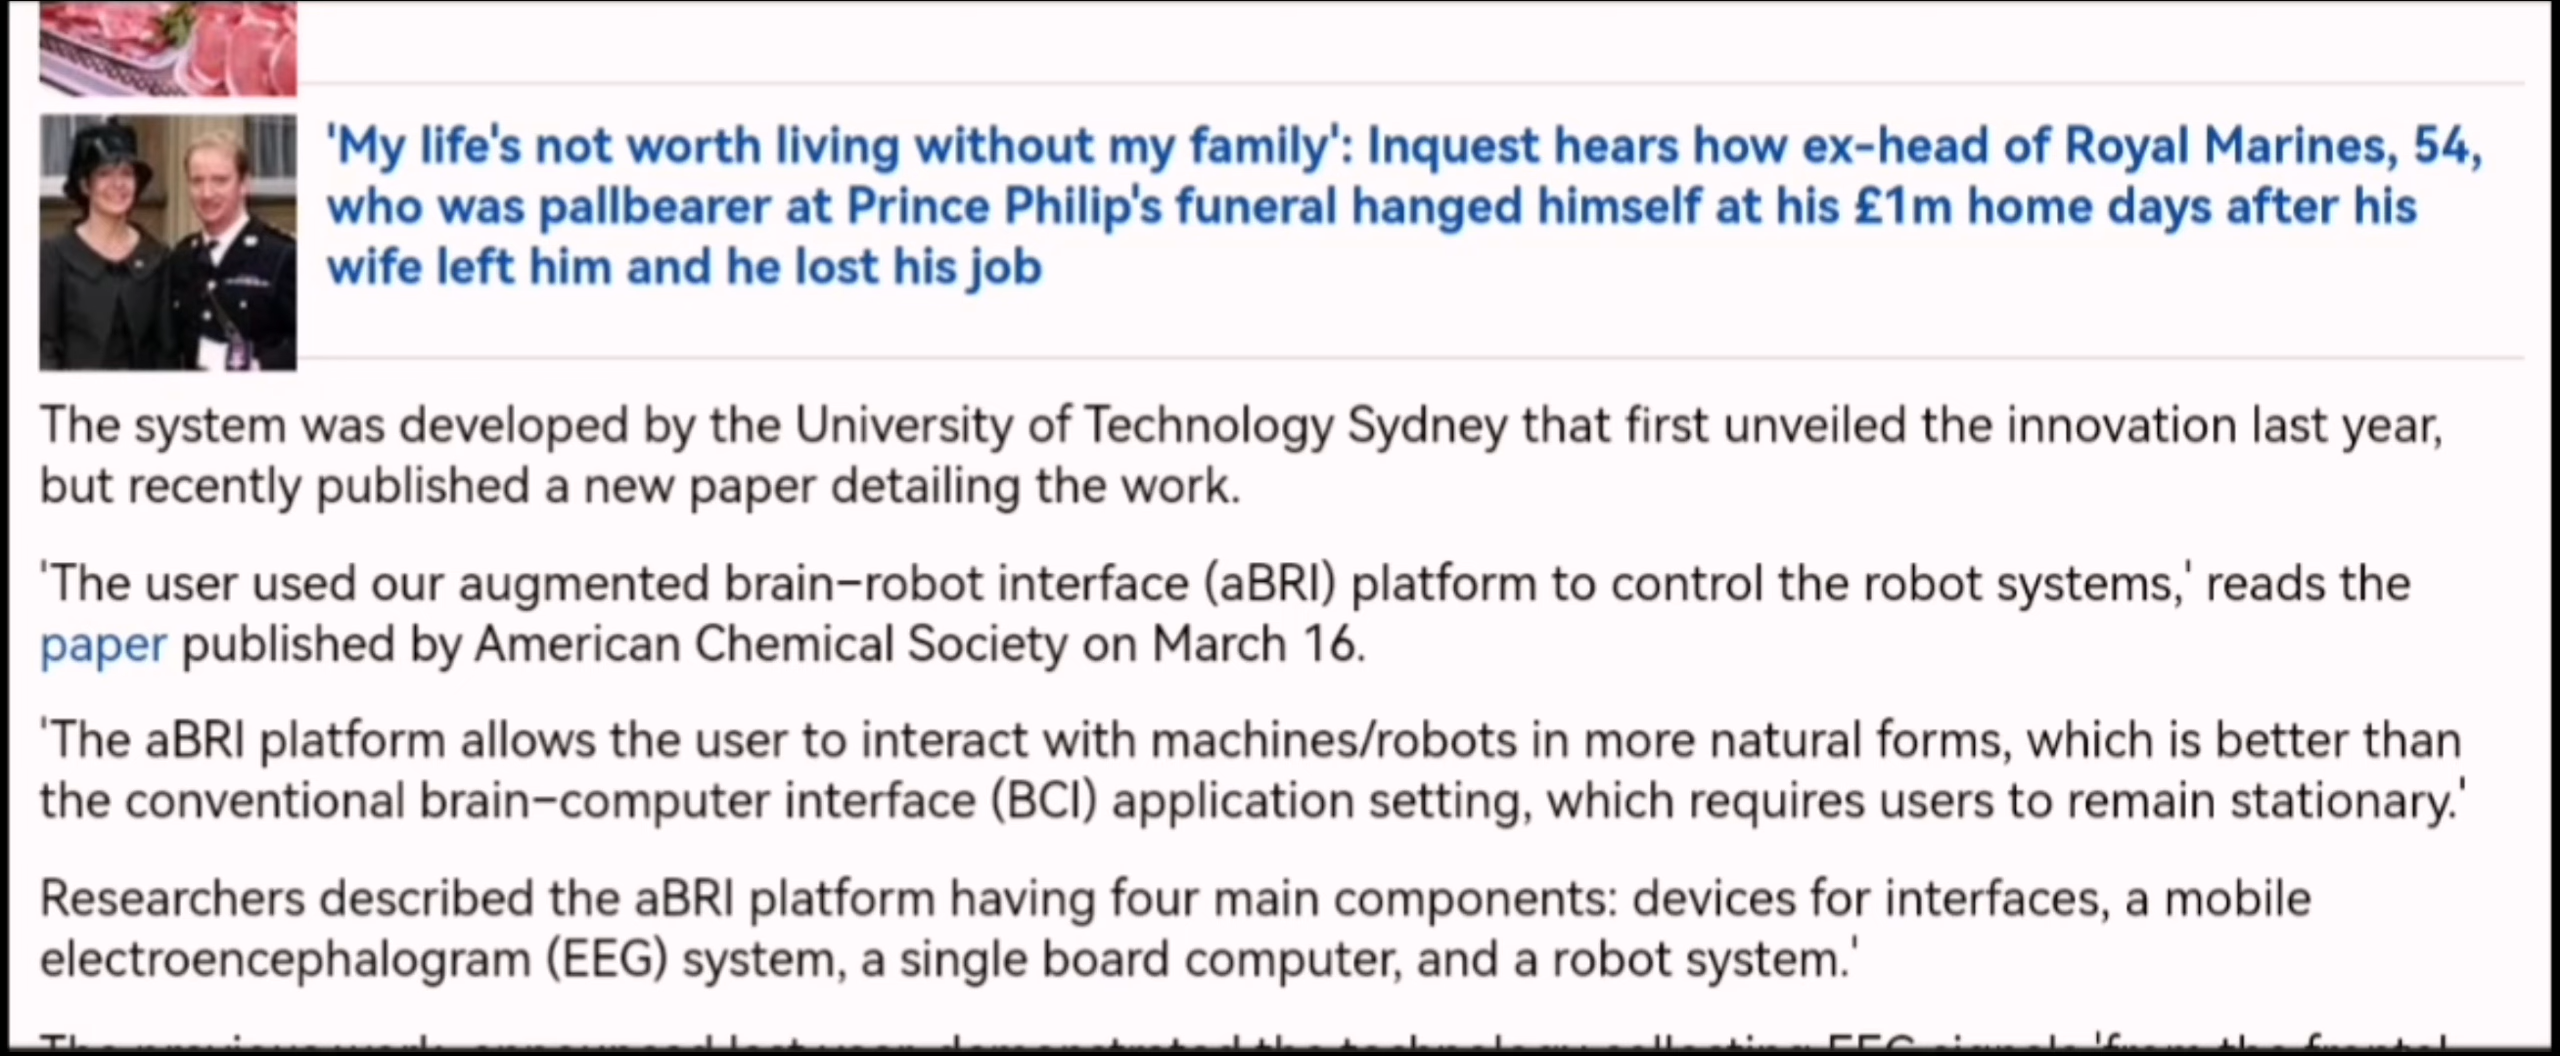 'My life's not worth living without my family': Inquest hears how ex-head of Royal Marines, 54,
who was pallbearer at Prince Philip's funeral hanged himself at his £1m home days after his
wife left him and he lost his job
The system was developed by the University of Technology Sydney that first unveiled the innovation last year,
but recently published a new paper detailing the work.
'The user used our augmented brain–robot interface (aBRI) platform to control the robot systems,' reads the
paper published by American Chemical Society on March 16.
'The aBRI platform allows the user to interact with machines/robots in more natural forms, which is better than
the conventional brain–computer interface (BCI) application setting, which requires users to remain stationary.'
Researchers described the aBRI platform having four main components: devices for interfaces, a mobile
electroencephalogram (EEG) system, a single board computer, and a robot system.'